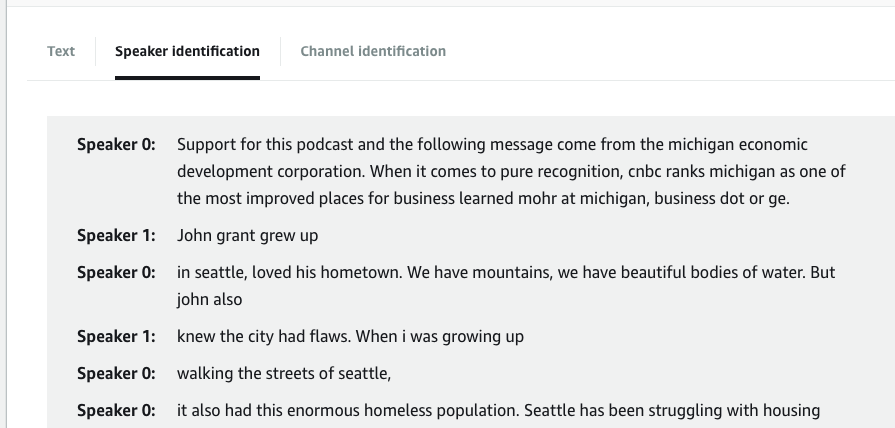 Text Speaker identification Channel identification
Speaker 0: Support for this podcast and the following message come from the michigan economic
development corporation. When it comes to pure recognition, cnbc ranks michigan as one of
the most improved places for business learned mohr at michigan, business dot or ge.
Speaker 1: John grant grew up
Speaker 0: in seattle, loved his hometown. We have mountains, we have beautiful bodies of water. But
john also
Speaker 1: knew the city had flaws. When i was growing up
Speaker 0: walking the streets of seattle,
Speaker 0: it also had this enormous homeless population. Seattle has been struggling with housing